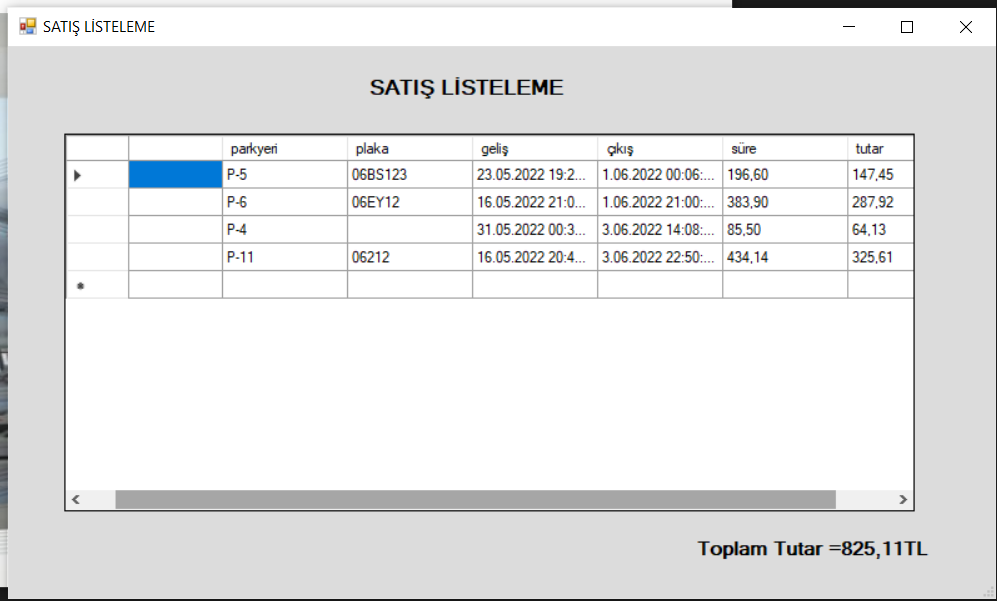 SATIŞ LİSTELEME
SATIŞ LİSTELEME
parkyeri plaka geliş çıkış süre tutar
P-5 06BS123 23.05.2022 19:2... 1.06.2022 00:06:... 196,60 147,45
P-6 06EY12 16.05.2022 21:0... 1.06.2022 21:00:... 383,90 287,92
P-4 31.05.2022 00:3... 3.06.2022 14:08:... 85,50 64,13
P-11 06212 16.05.2022 20:4... 3.06.2022 22:50:... 434,14 325,61
Toplam Tutar =825,11TL